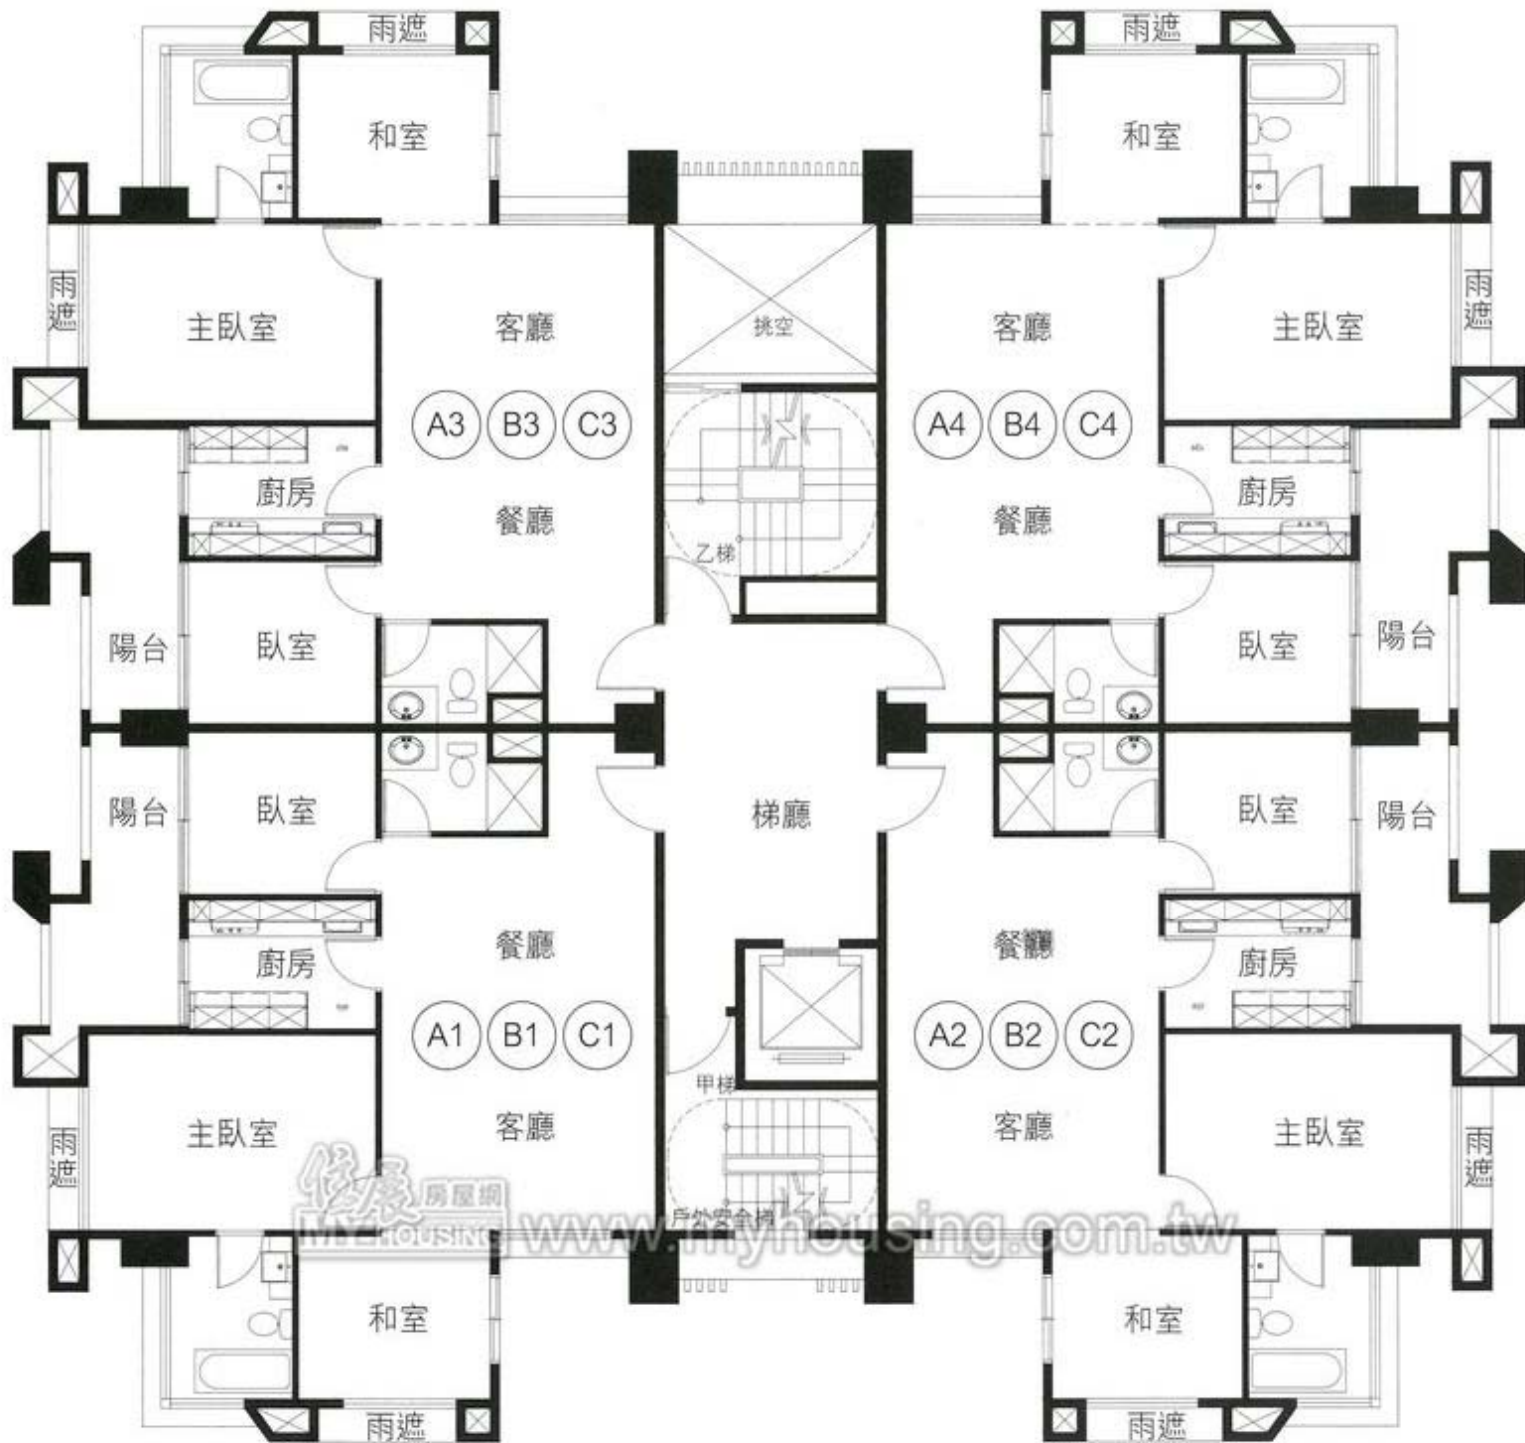 雨遮
雨遮
和室
和室
雨遮
主臥室
客廳
挑空
客廳
主臥室
雨遮
A3 B3 C3
A4 B4 C4
廚房
餐廳
餐廳
廚房
乙梯
陽台
臥室
臥室
陽台
陽台
臥室
梯廳
臥室
陽台
餐廳
餐廳
廚房
廚房
A1 B1 C1
A2 B2 C2
甲梯
主臥室
客廳
客廳
主臥室
雨遮
雨遮
住展房屋網
MY HOUSING www.myhousing.com.tw
戶外安全梯
和室
和室
雨遮
雨遮